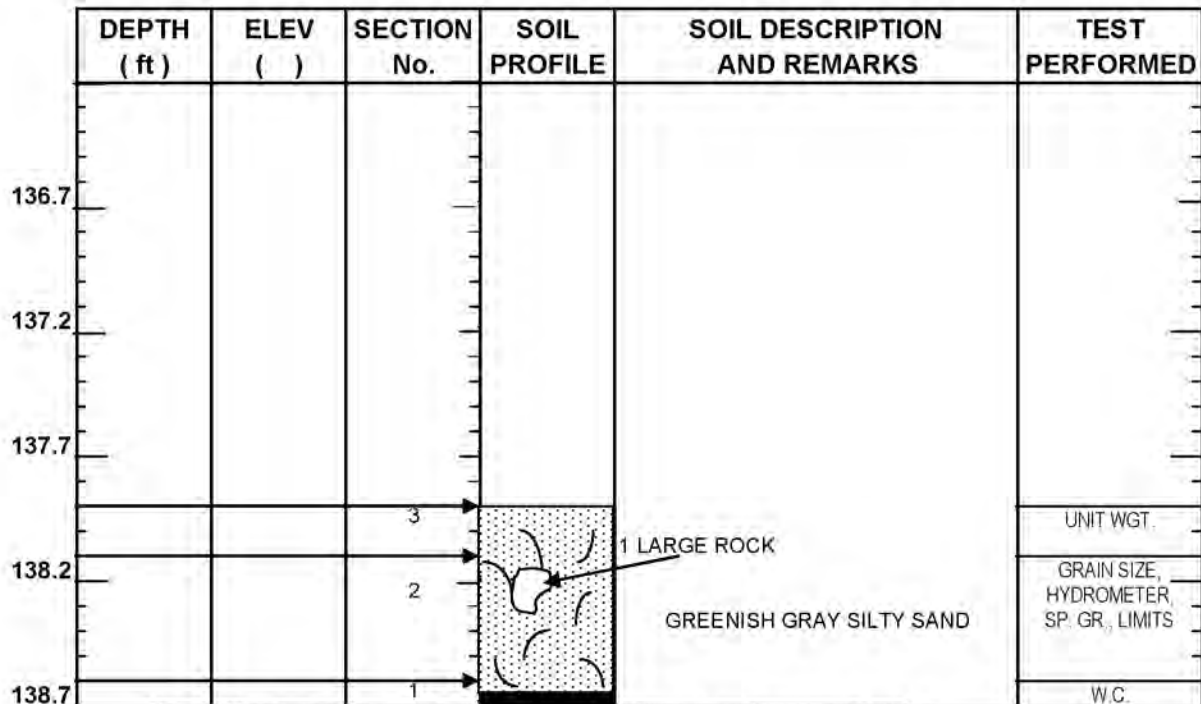 DEPTH ELEV SECTION SOIL SOIL DESCRIPTION TEST
( ft ) ( ) No. PROFILE AND REMARKS PERFORMED
136.7
137.2
137.7
3 UNIT WGT.
1 LARGE ROCK
138.2 GRAIN SIZE,
2 HYDROMETER,
GREENISH GRAY SILTY SAND SP. GR., LIMITS
138.7 1 W.C.